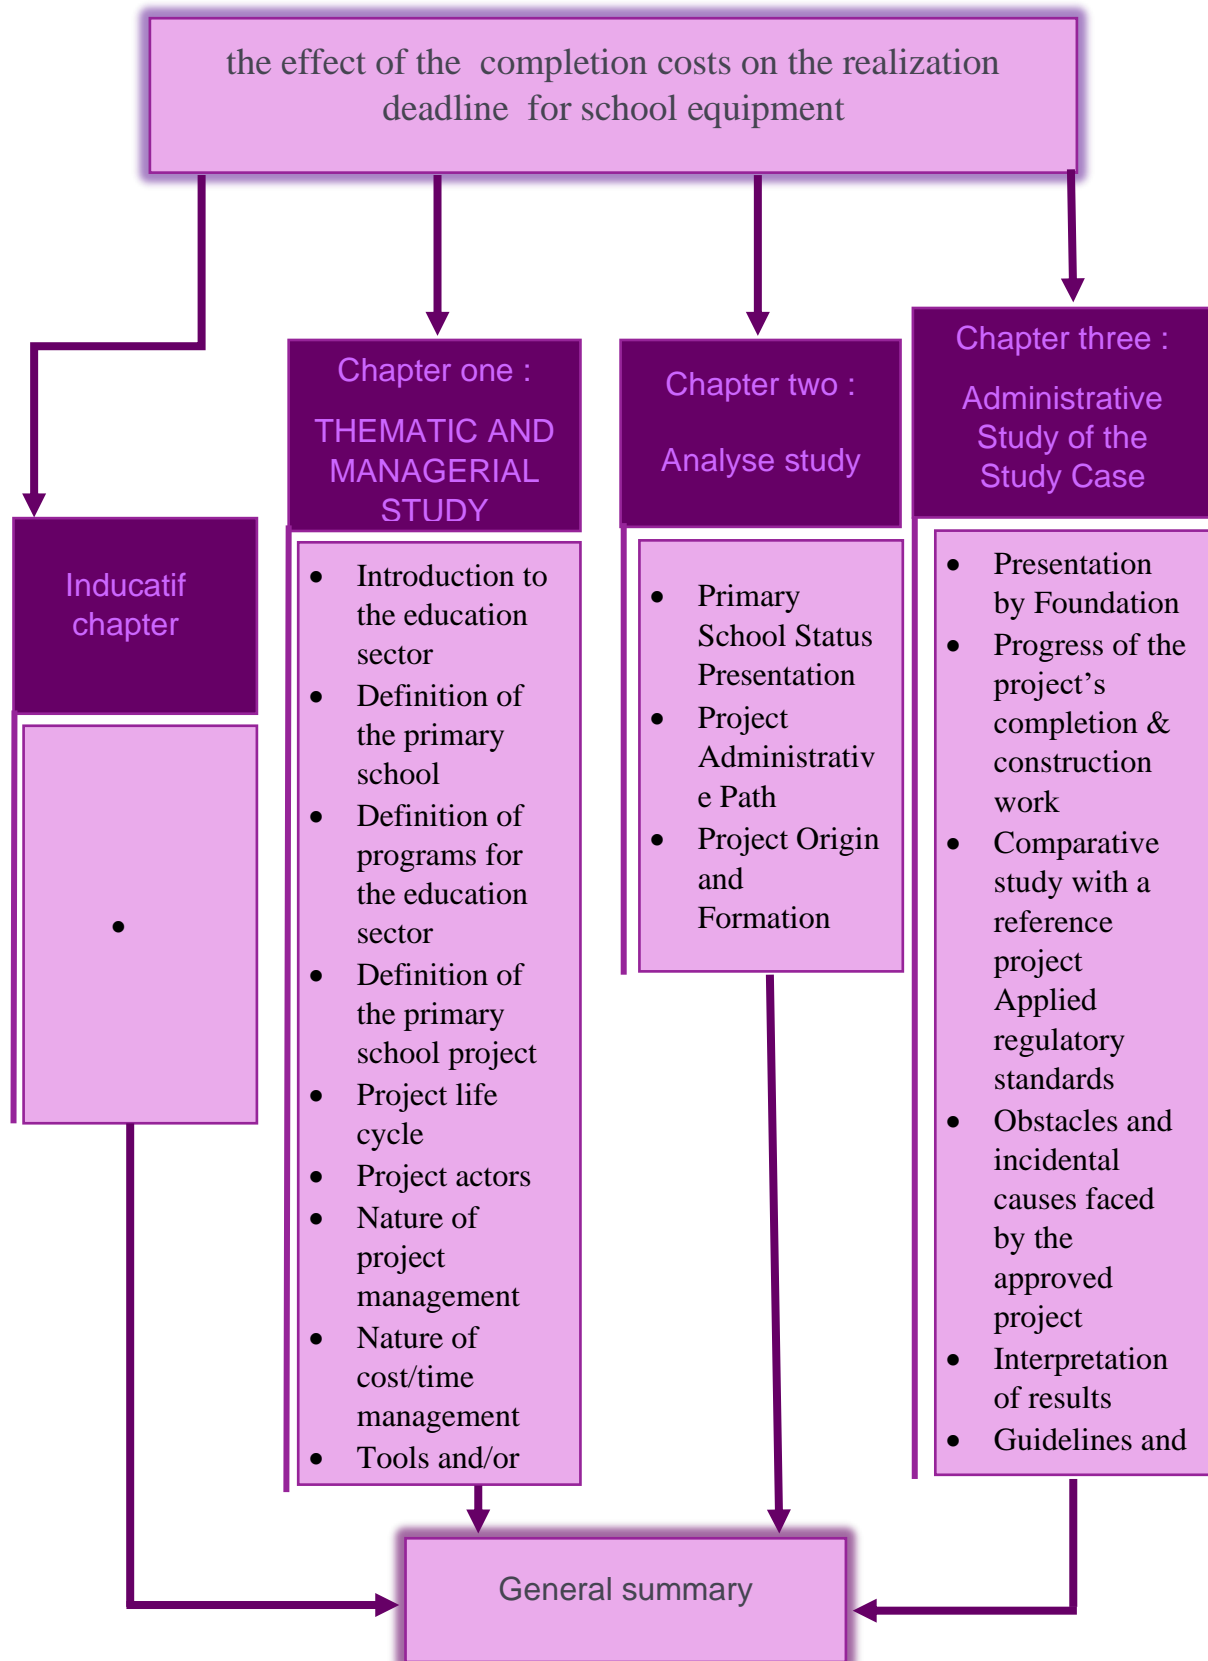 the effect of the completion costs on the realization
deadline for school equipment
Inducatif
chapter
•
Chapter one :
THEMATIC AND
MANAGERIAL
STUDY
• Introduction to
the education
sector
• Definition of
the primary
school
• Definition of
programs for
the education
sector
• Definition of
the primary
school project
• Project life
cycle
• Project actors
• Nature of
project
management
• Nature of
cost/time
management
• Tools and/or
Chapter two :
Analyse study
• Primary
School Status
Presentation
• Project
Administrativ
e Path
• Project Origin
and
Formation
Chapter three :
Administrative
Study of the
Study Case
• Presentation
by Foundation
• Progress of the
project’s
completion &
construction
work
• Comparative
study with a
reference
project
Applied
regulatory
standards
• Obstacles and
incidental
causes faced
by the
approved
project
• Interpretation
of results
• Guidelines and
General summary